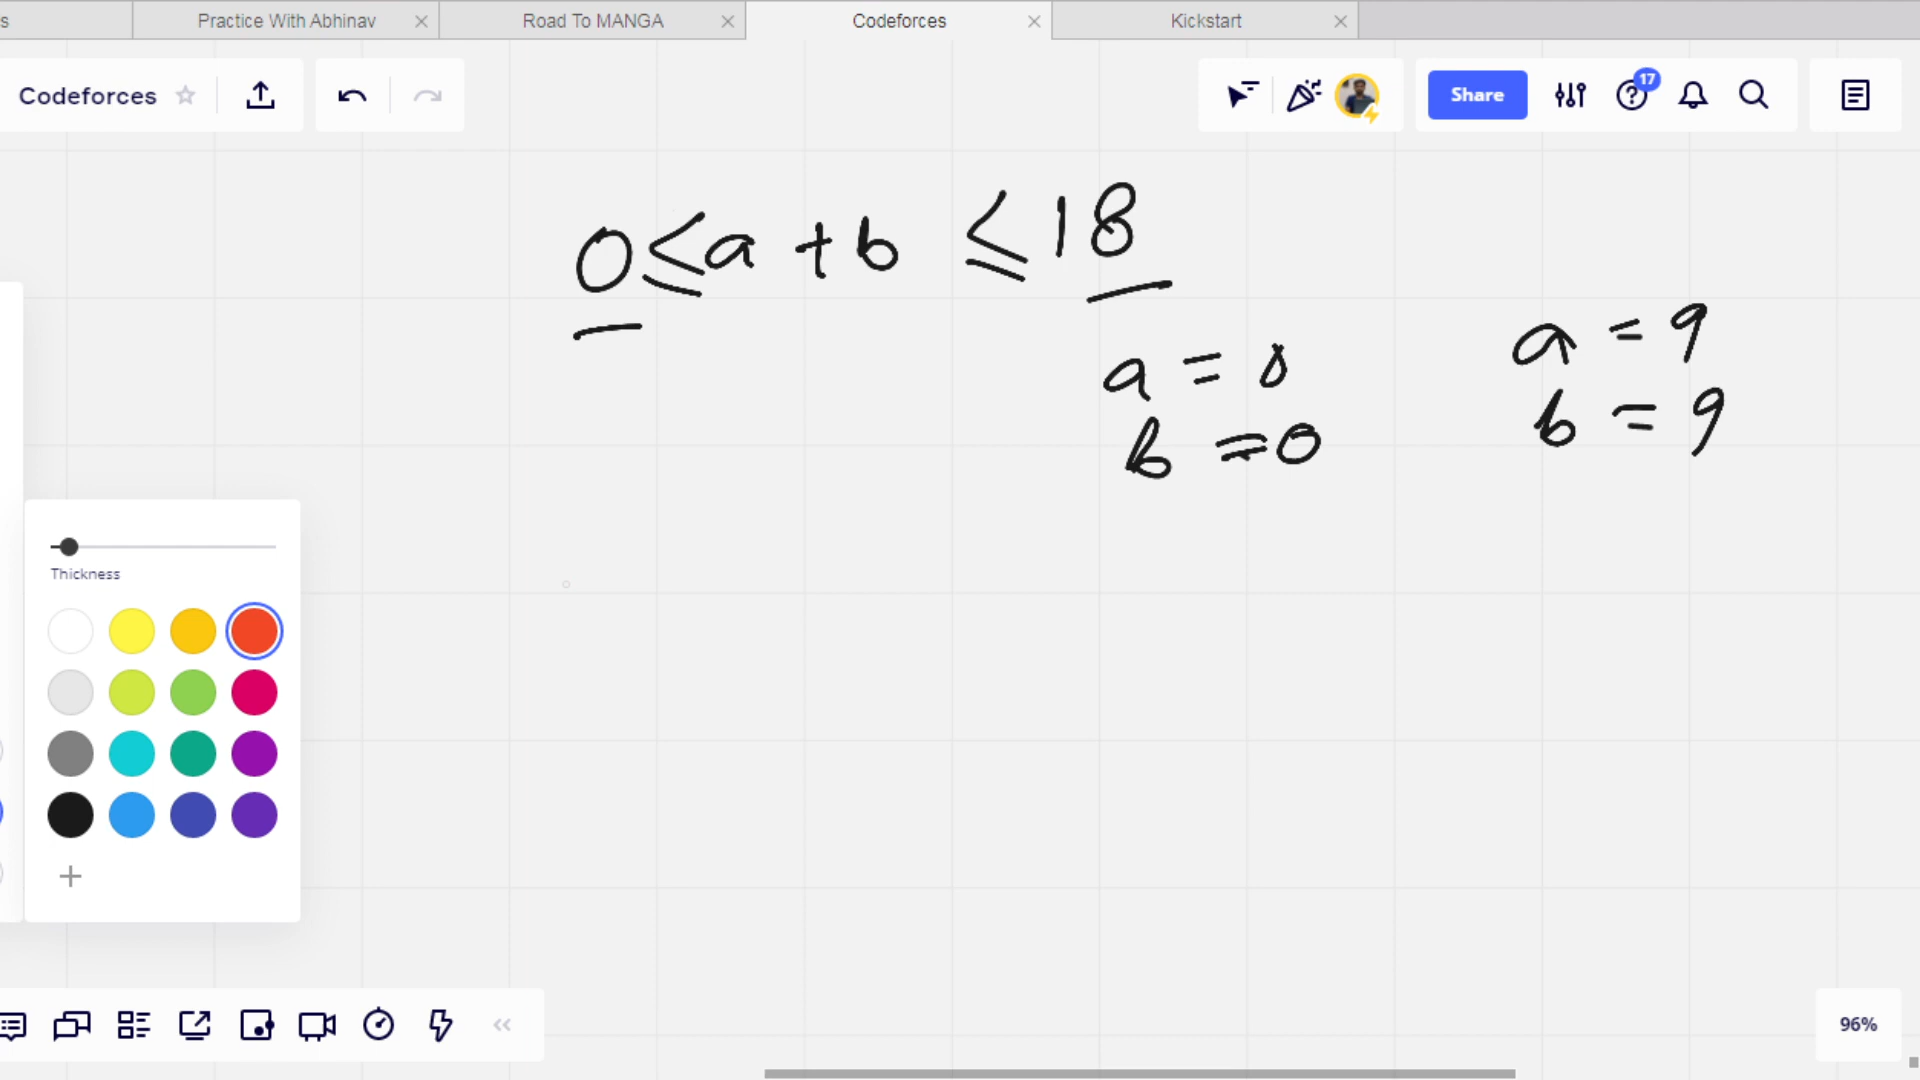 s
Practice With Abhinav
Road To MANGA
Codeforces
Kickstart
Codeforces
Share
17
0 ≤ a + b ≤ 18
a = 0
b = 0
a = 9
b = 9
Thickness
96%